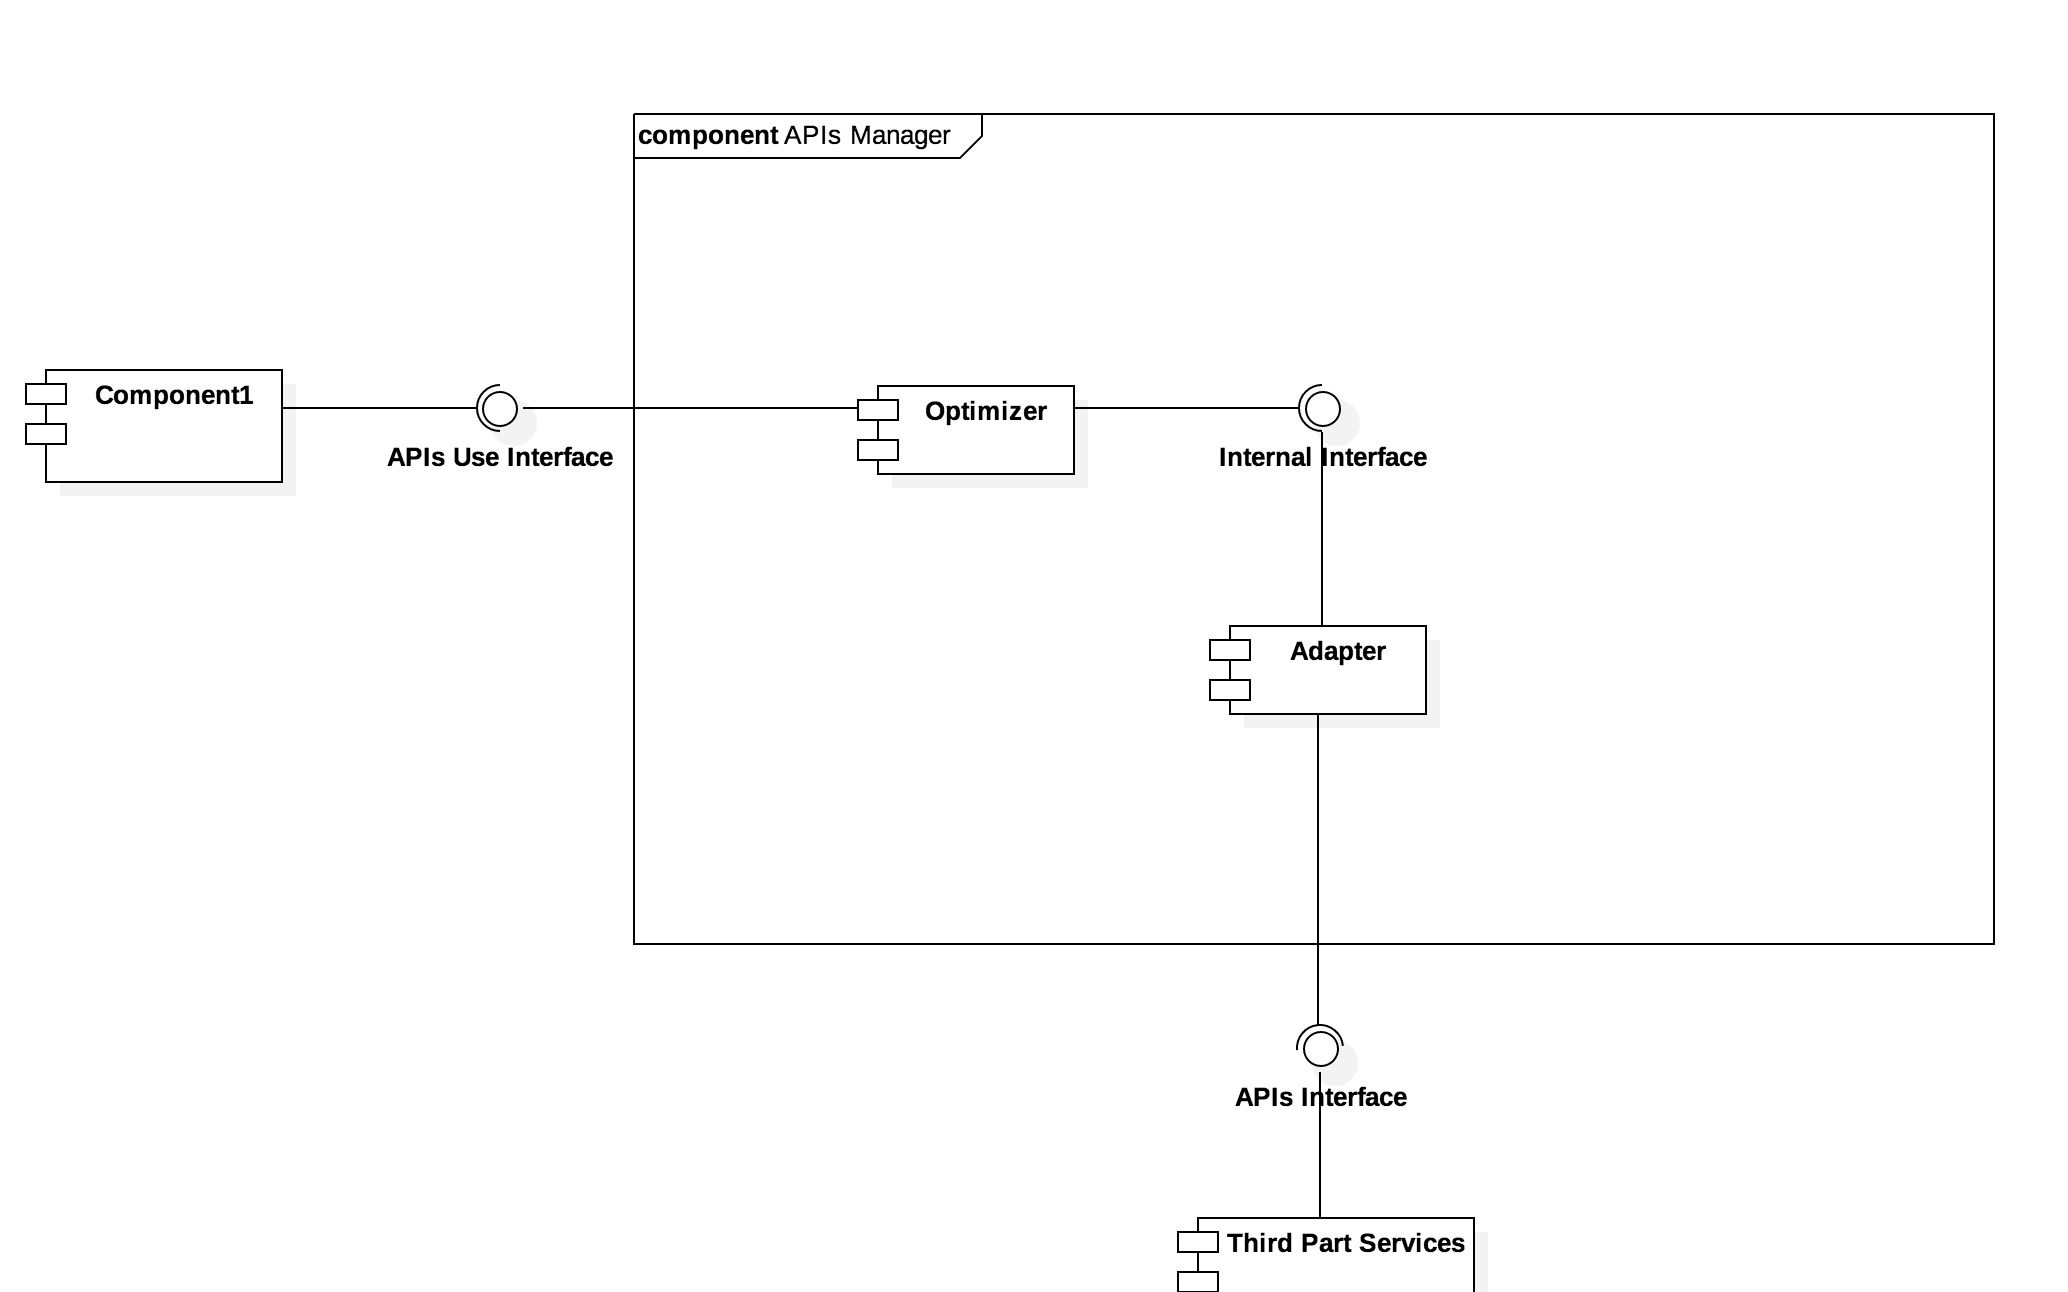 component APIs Manager
Component1
APIs Use Interface
Optimizer
Internal Interface
Adapter
APIs Interface
Third Part Services